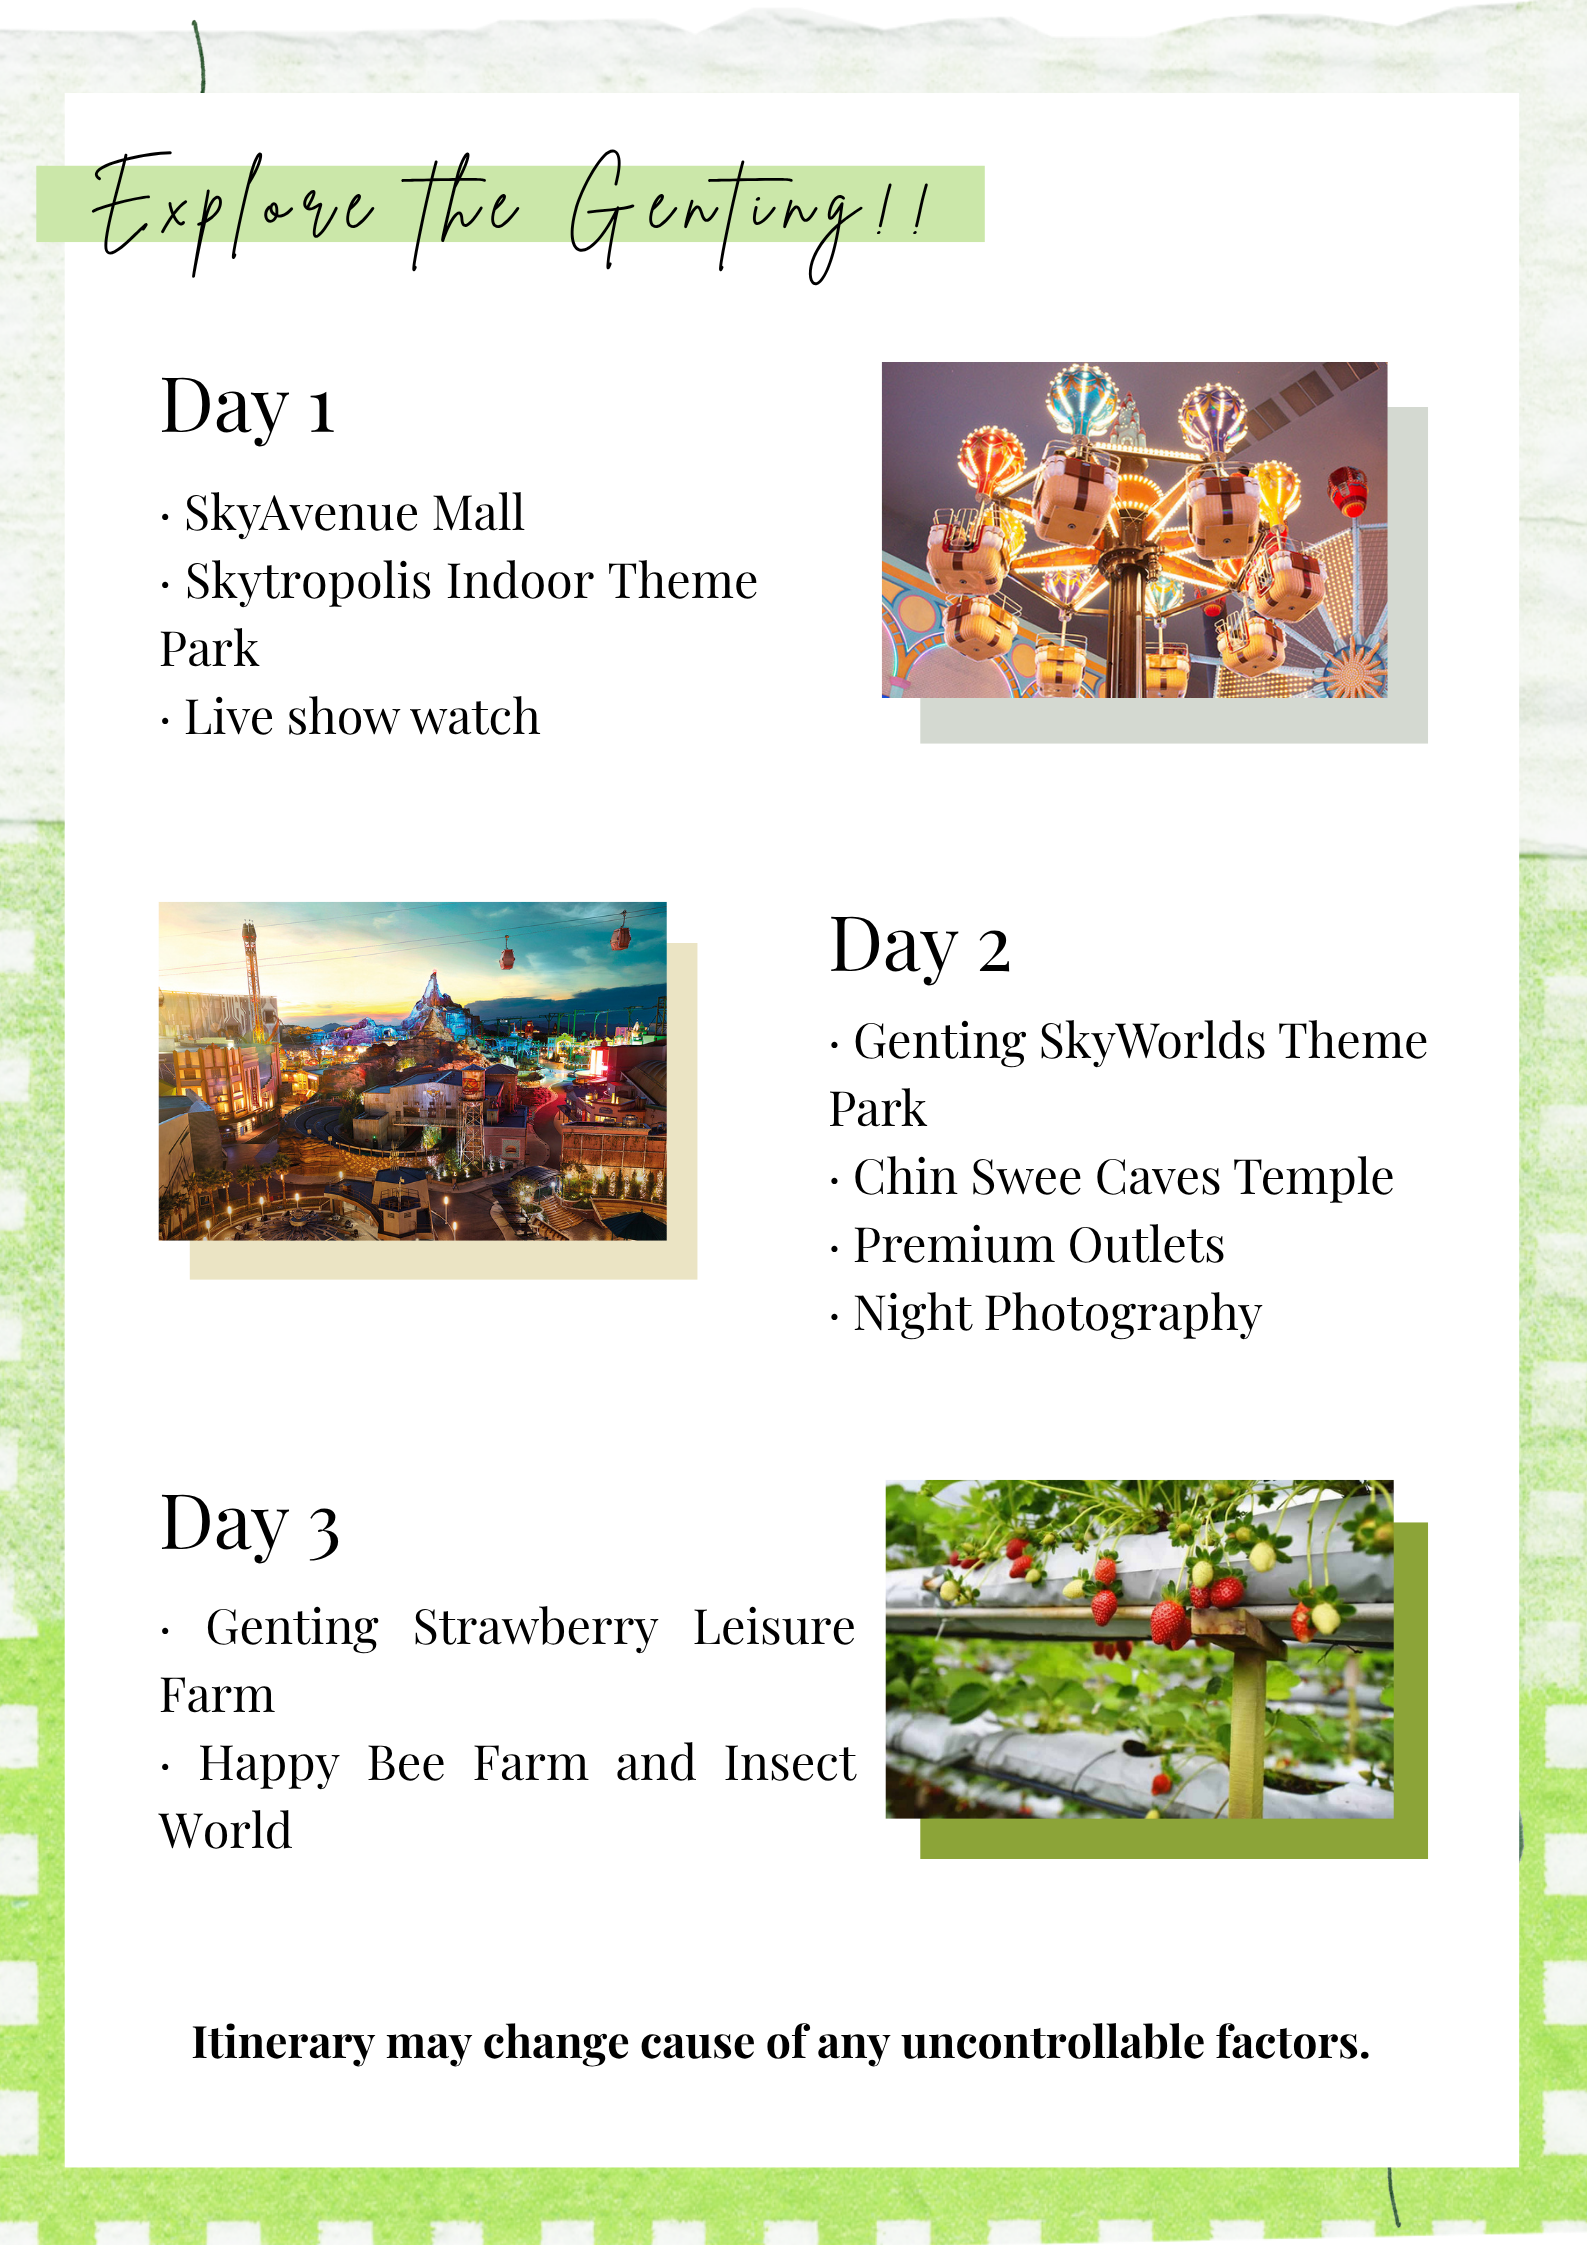 Explore the Genting!!
Day 1
· SkyAvenue Mall
· Skytropolis Indoor Theme
Park
· Live show watch
Day 2
· Genting SkyWorlds Theme
Park
· Chin Swee Caves Temple
· Premium Outlets
· Night Photography
Day 3
· Genting Strawberry Leisure
Farm
· Happy Bee Farm and Insect
World
Itinerary may change cause of any uncontrollable factors.